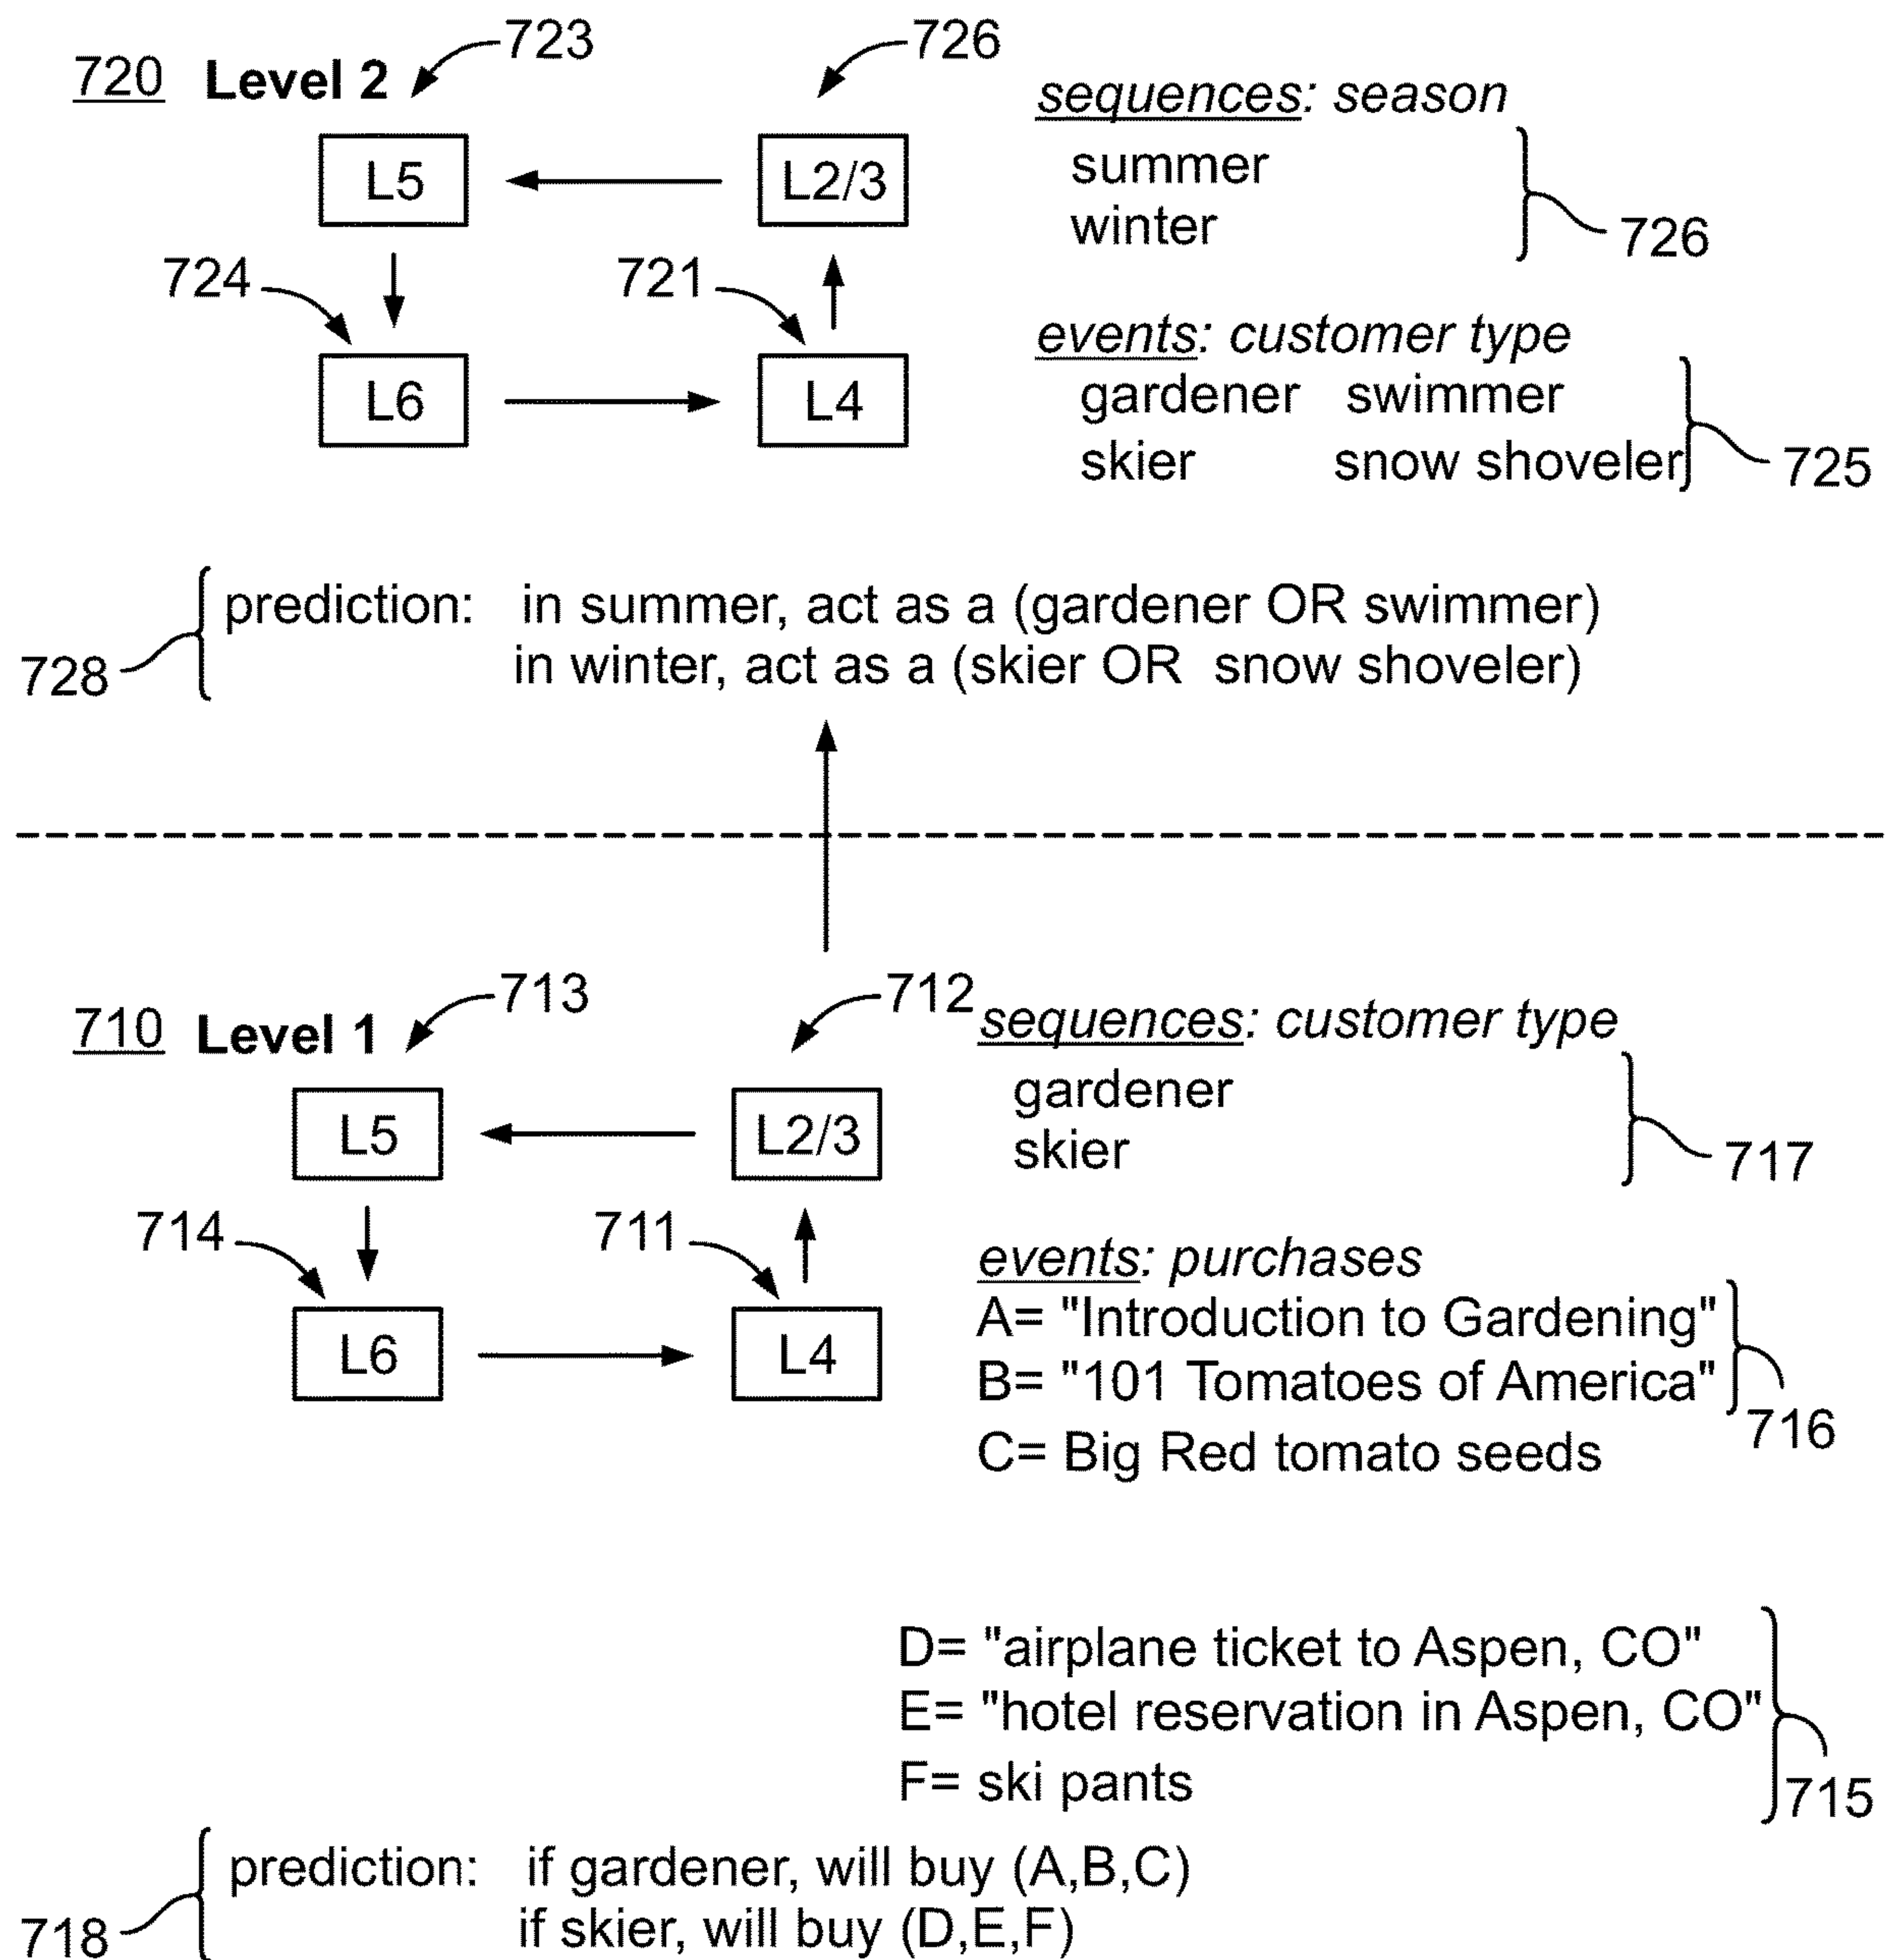 723 726
720 Level 2
sequences: season
L5 L2/3 summer
winter 726
724 721
events: customer type
L6 L4 gardener swimmer
skier snow shoveler 725
prediction: in summer, act as a (gardener OR swimmer)
728 in winter, act as a (skier OR snow shoveler)
713 712
710 Level 1 sequences: customer type
gardener
L5 L2/3 skier 717
714 711
events: purchases
A= "Introduction to Gardening"
L6 L4 B= "101 Tomatoes of America"
716
C= Big Red tomato seeds
D= "airplane ticket to Aspen, CO"
E= "hotel reservation in Aspen, CO"
F= ski pants
715
prediction: if gardener, will buy (A,B,C)
718 if skier, will buy (D,E,F)